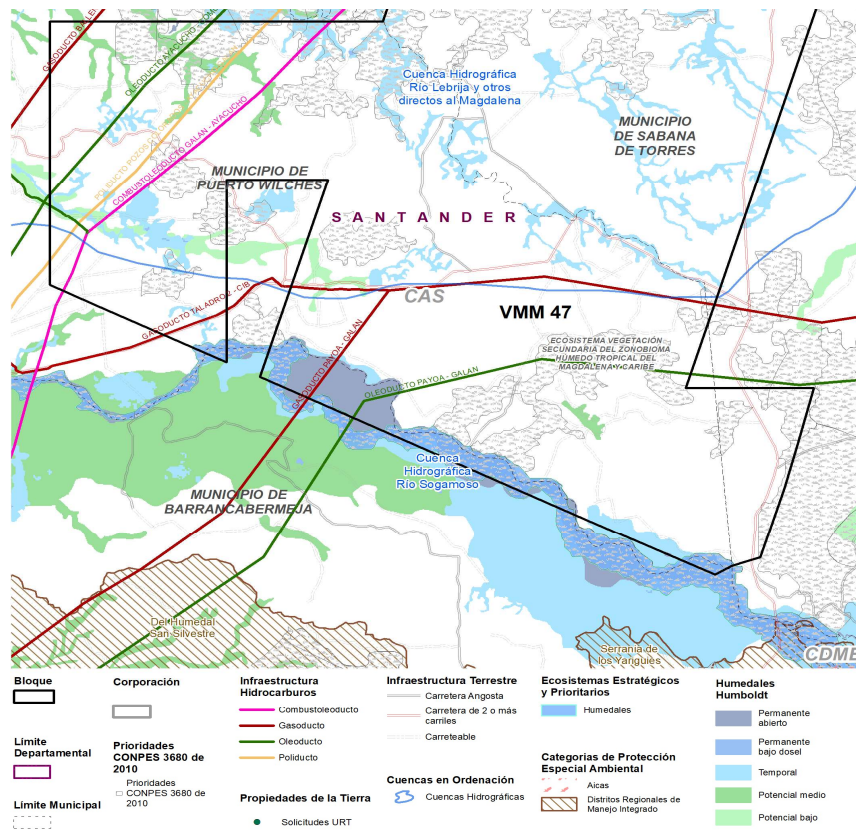 Cuenca Hidrográfica
Río Lebrija y otros
directos al Magdalena
MUNICIPIO
DE SABANA
DE TORRES
OLEODUCTO AYACUCHO
COMBUSTOLEODUCTO GALAN - AYACUCHO
MUNICIPIO DE
PUERTO WILCHES
SANTANDER
CAS
VMM 47
GASODUCTO TALADRO 2 - C/B
ECOSISTEMA VEGETACIÓN
SECUNDARIA DEL ZONOBIOMA
HÚMEDO TROPICAL DEL
MAGDALENA Y CARIBE
GASODUCTO PAYOA - GALAN
OLEODUCTO PAYOA - GALAN
Cuenca
Hidrográfica
Río Sogamoso
MUNICIPIO DE
BARRANCABERMEJA
Del Humedal
San Silvestre
Serranía de
los Yariguíes
CDMB
Bloque
Límite
Departamental
Límite Municipal
Corporación
Prioridades
CONPES 3680 de
2010
Prioridades
CONPES 3680 de
2010
Infraestructura
Hidrocarburos
Combustoleoducto
Gasoducto
Oleoducto
Poliducto
Propiedades de la Tierra
Solicitudes URT
Infraestructura Terrestre
Carretera Angosta
Carretera de 2 o más
carriles
Carreteable
Cuencas en Ordenación
Cuencas Hidrográficas
Ecosistemas Estratégicos
y Prioritarios
Humedales
Categorias de Protección
Especial Ambiental
Aicas
Distritos Regionales de
Manejo Integrado
Humedales
Humboldt
Permanente
abierto
Permanente
bajo dosel
Temporal
Potencial medio
Potencial bajo